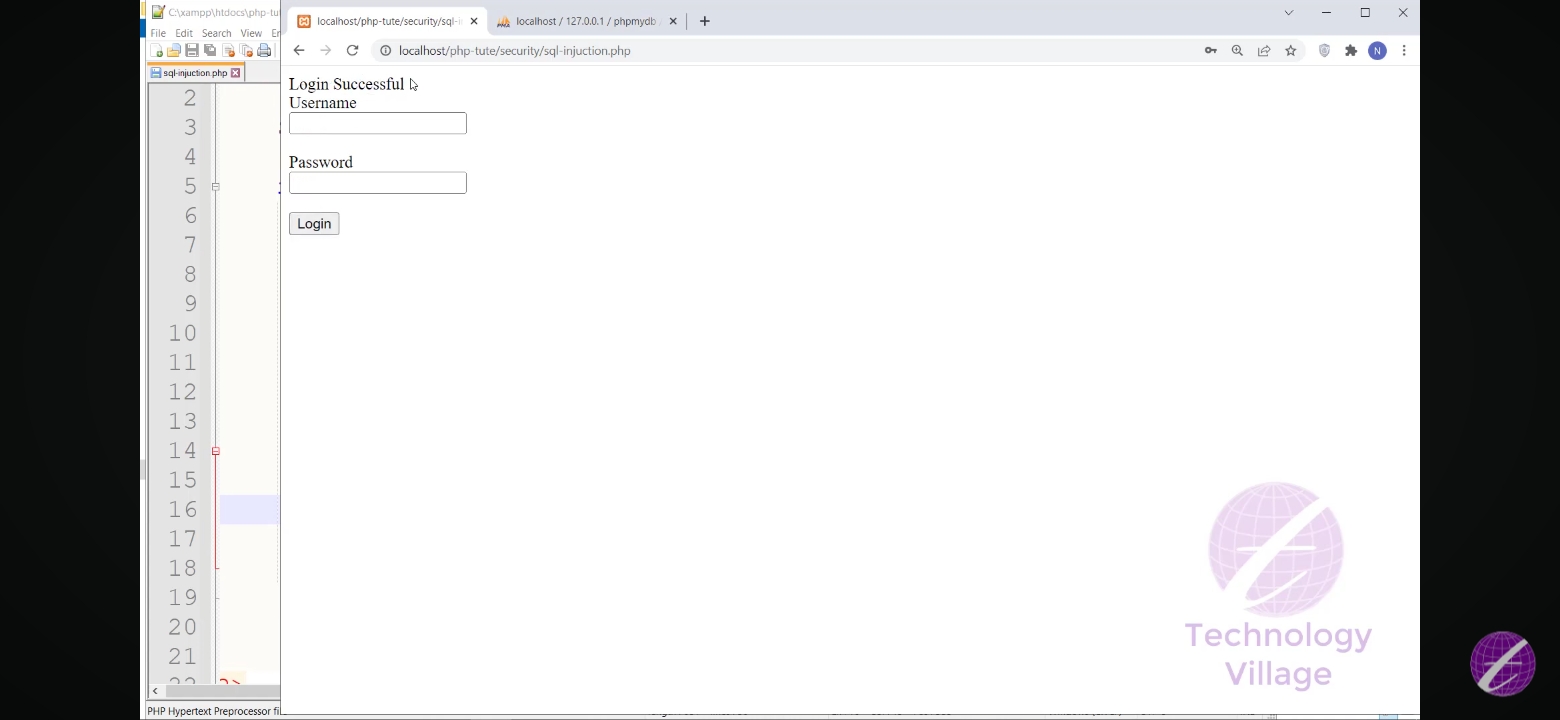 C:\xampp\htdocs\php-tu
localhost/php-tute/security/sql-i
localhost / 127.0.0.1 / phpmydb
File Edit Search View
localhost/php-tute/security/sql-injuction.php
N
sql-injuction.php
Login Successful
Username
Password
Login
2
3
4
5
6
7
8
9
10
11
12
13
14
15
16
17
18
19
20
21
?>
Technology
Village
PHP Hypertext Preprocessor fi